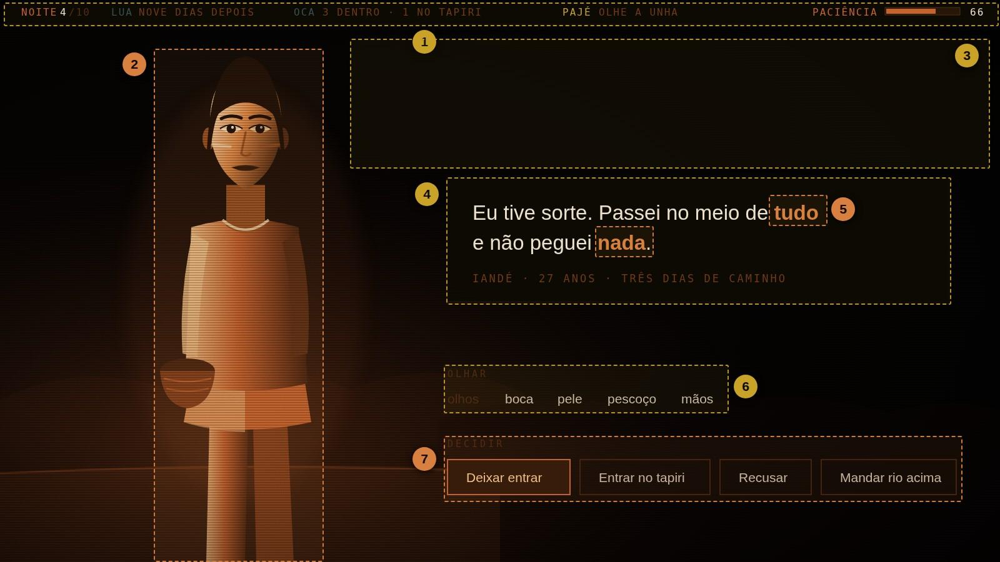 NOITE 4/10 LUA NOVE DIAS DEPOIS OCA 3 DENTRO · 1 NO TAPIRI PAJÉ OLHE A UNHA PACIÊNCIA 66
1
2
3
4
Eu tive sorte. Passei no meio de tudo 5
e não peguei nada.
IANDÉ · 27 ANOS · TRÊS DIAS DE CAMINHO
OLHAR
6
olhos boca pele pescoço mãos
DECIDIR
7
Deixar entrar Entrar no tapiri Recusar Mandar rio acima